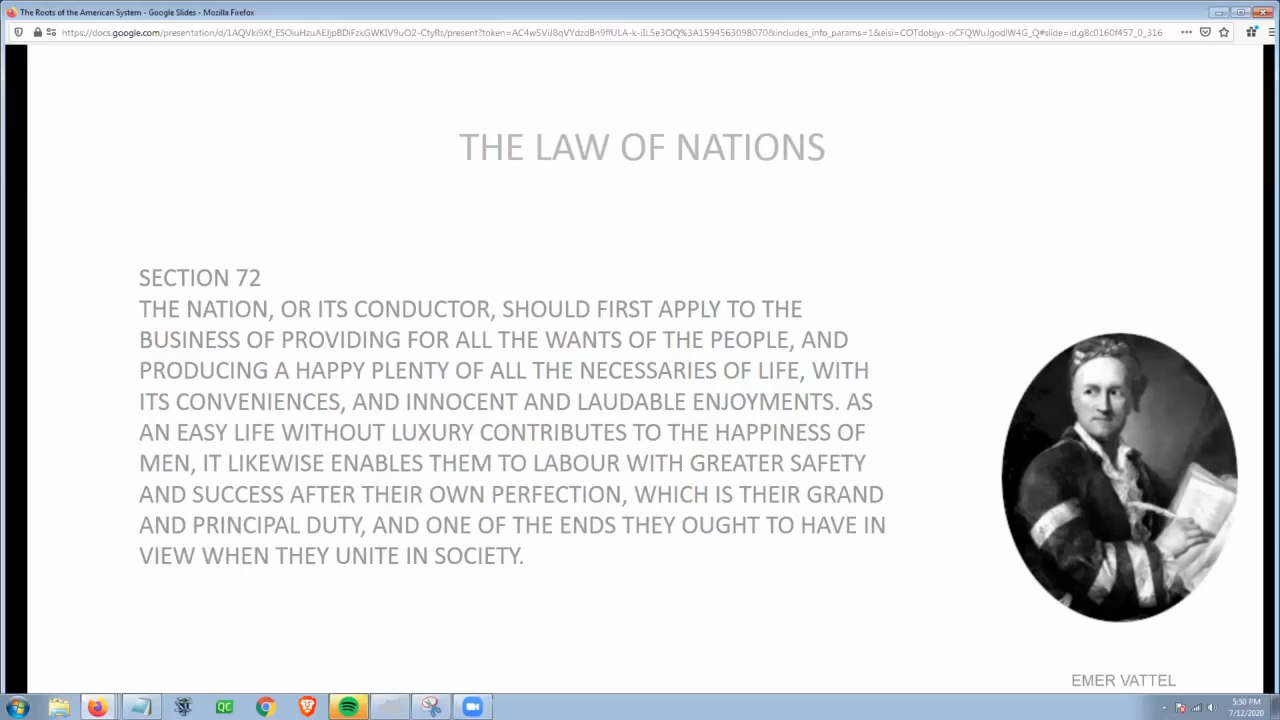 The Roots of the American System - Google Slides - Mozilla Firefox
THE LAW OF NATIONS
SECTION 72
THE NATION, OR ITS CONDUCTOR, SHOULD FIRST APPLY TO THE
BUSINESS OF PROVIDING FOR ALL THE WANTS OF THE PEOPLE, AND
PRODUCING A HAPPY PLENTY OF ALL THE NECESSARIES OF LIFE, WITH
ITS CONVENIENCES, AND INNOCENT AND LAUDABLE ENJOYMENTS. AS
AN EASY LIFE WITHOUT LUXURY CONTRIBUTES TO THE HAPPINESS OF
MEN, IT LIKEWISE ENABLES THEM TO LABOUR WITH GREATER SAFETY
AND SUCCESS AFTER THEIR OWN PERFECTION, WHICH IS THEIR GRAND
AND PRINCIPAL DUTY, AND ONE OF THE ENDS THEY OUGHT TO HAVE IN
VIEW WHEN THEY UNITE IN SOCIETY.
EMER VATTEL
QC
5:50 PM
7/12/2020